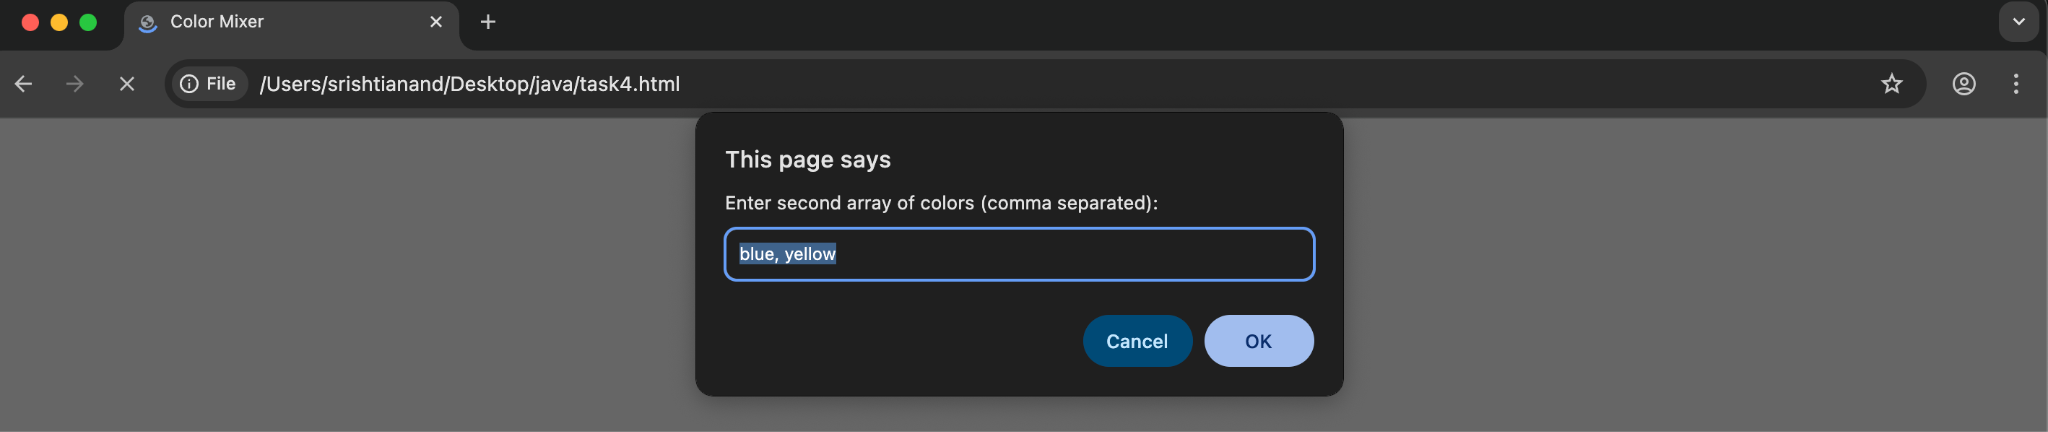 Color Mixer
File /Users/srishtianand/Desktop/java/task4.html
This page says
Enter second array of colors (comma separated):
blue, yellow
Cancel OK